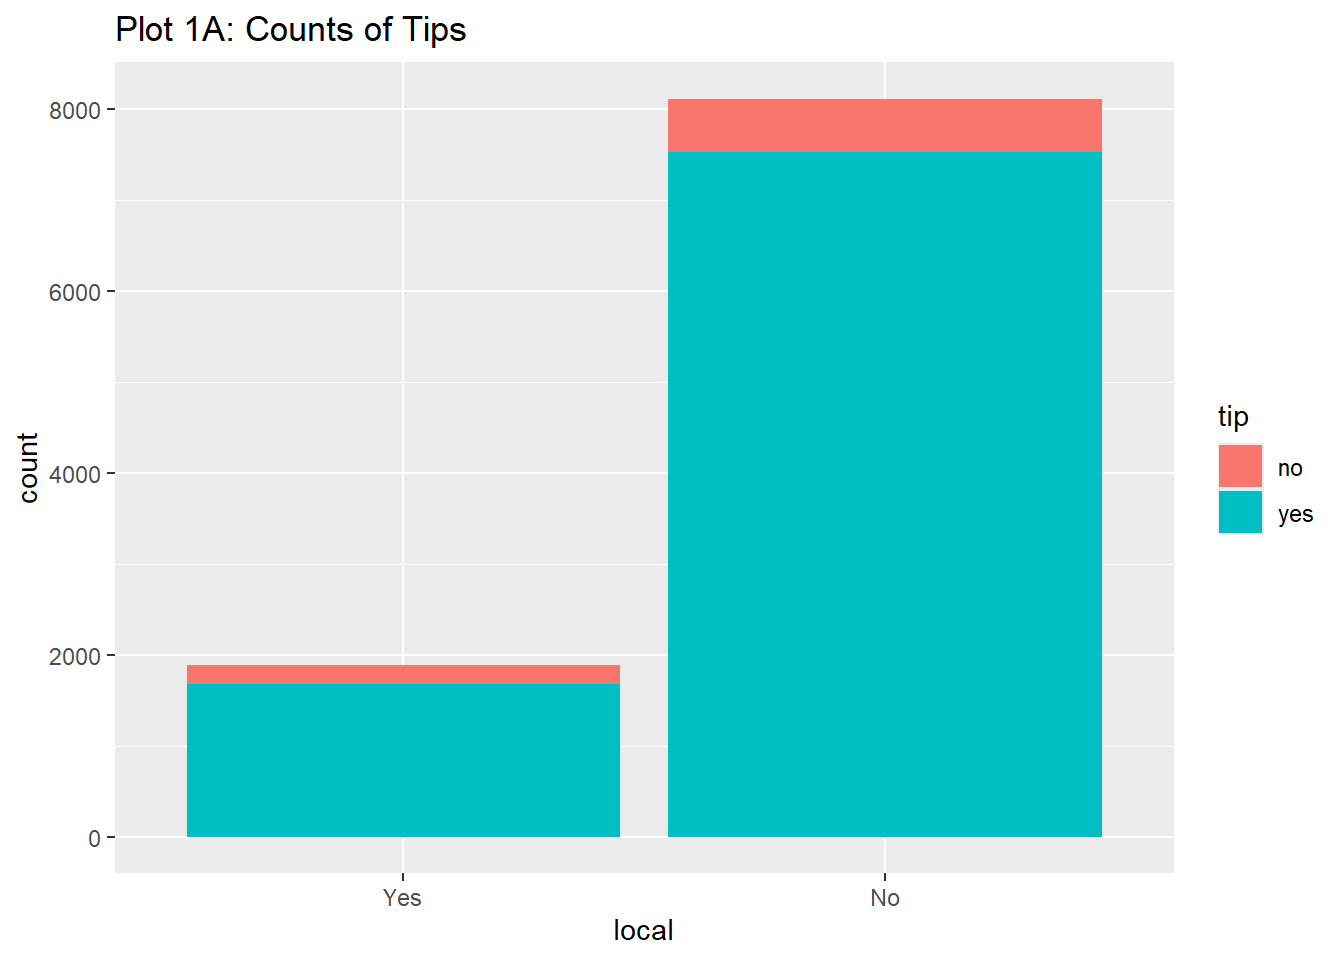 Plot 1A: Counts of Tips
8000
6000
4000
2000
0
count
Yes
No
local
tip
no
yes